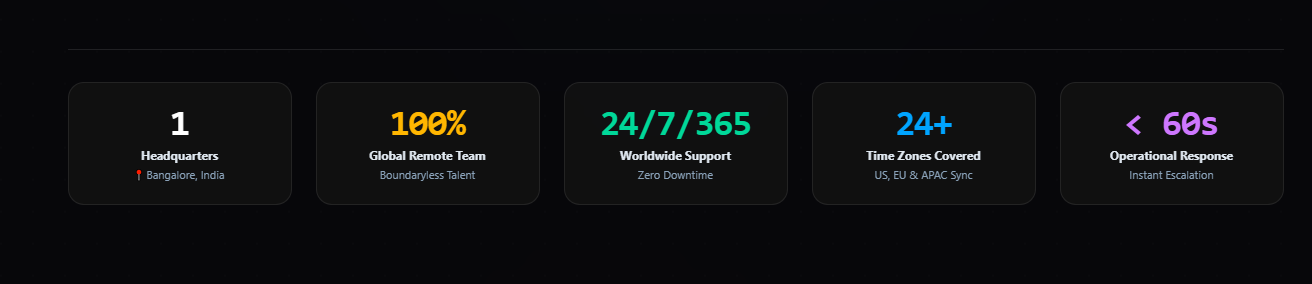 1
Headquarters
📍 Bangalore, India
100%
Global Remote Team
Boundaryless Talent
24/7/365
Worldwide Support
Zero Downtime
24+
Time Zones Covered
US, EU & APAC Sync
< 60s
Operational Response
Instant Escalation